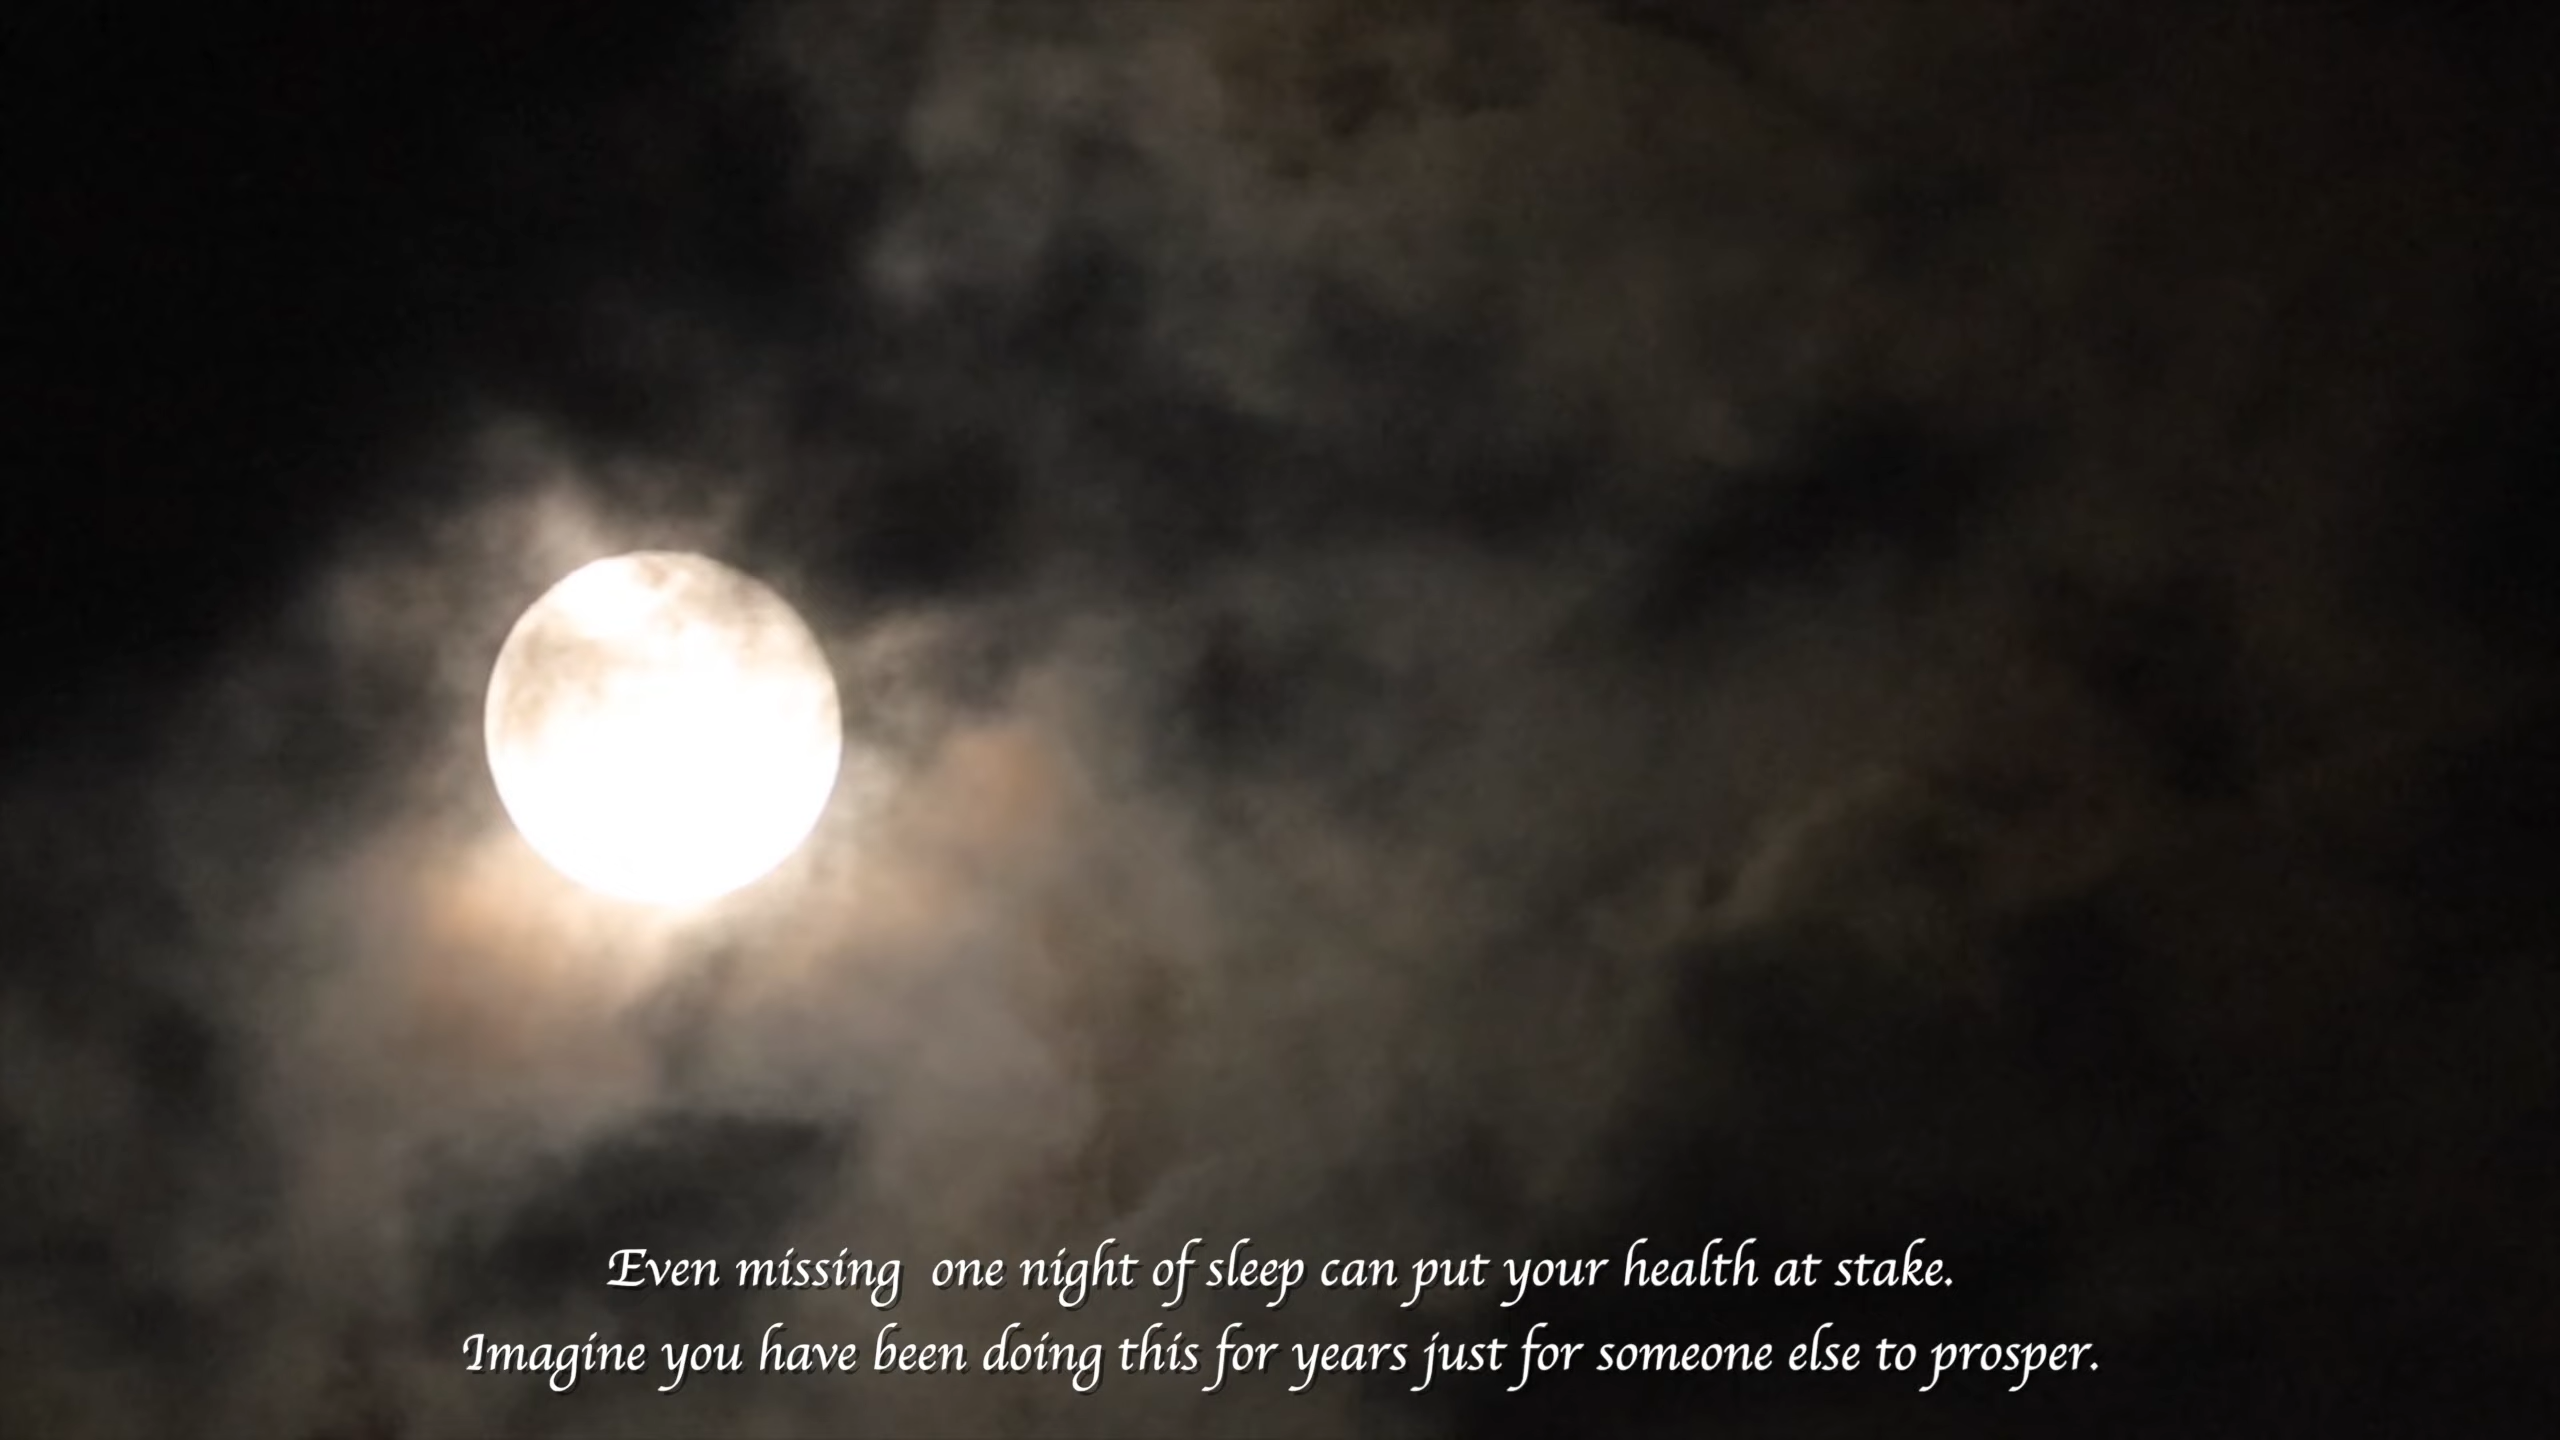 Even missing  one night of sleep can put your health at stake.
Imagine you have been doing this for years just for someone else to prosper.